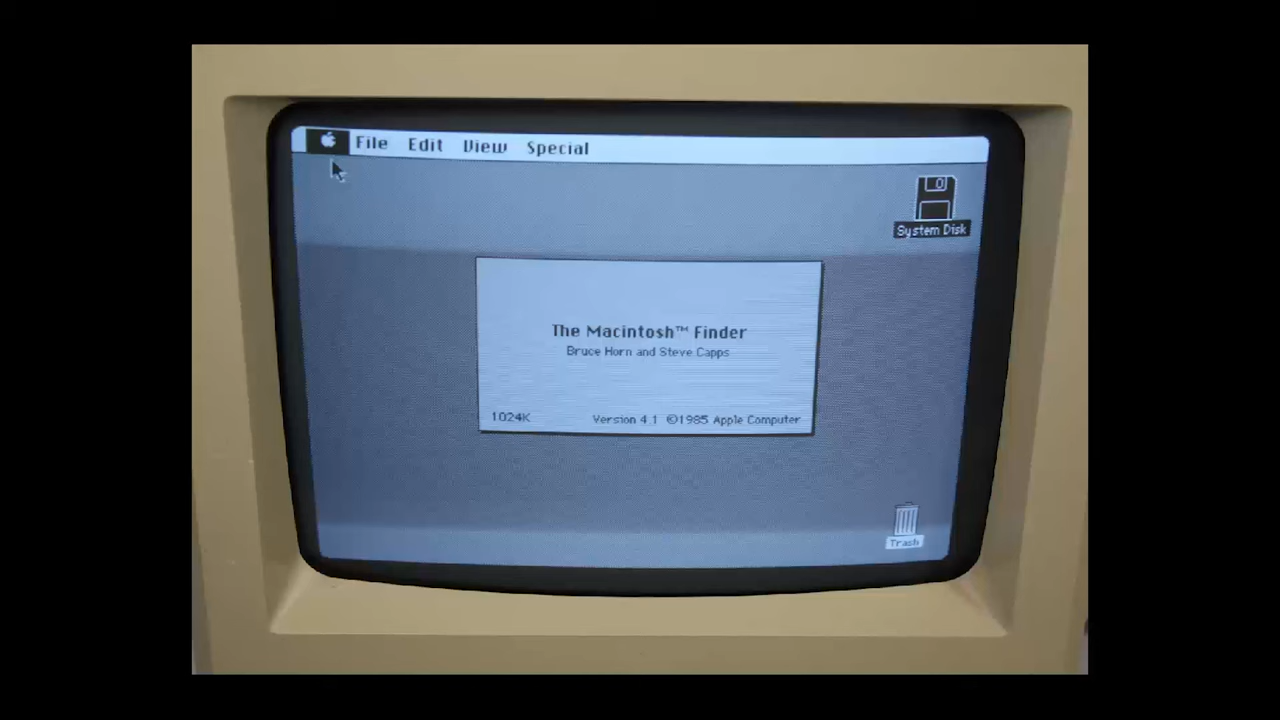 File Edit View Special
System Disk
The Macintosh™ Finder
Bruce Horn and Steve Capps
1024K Version 4.1 ©1985 Apple Computer
Trash